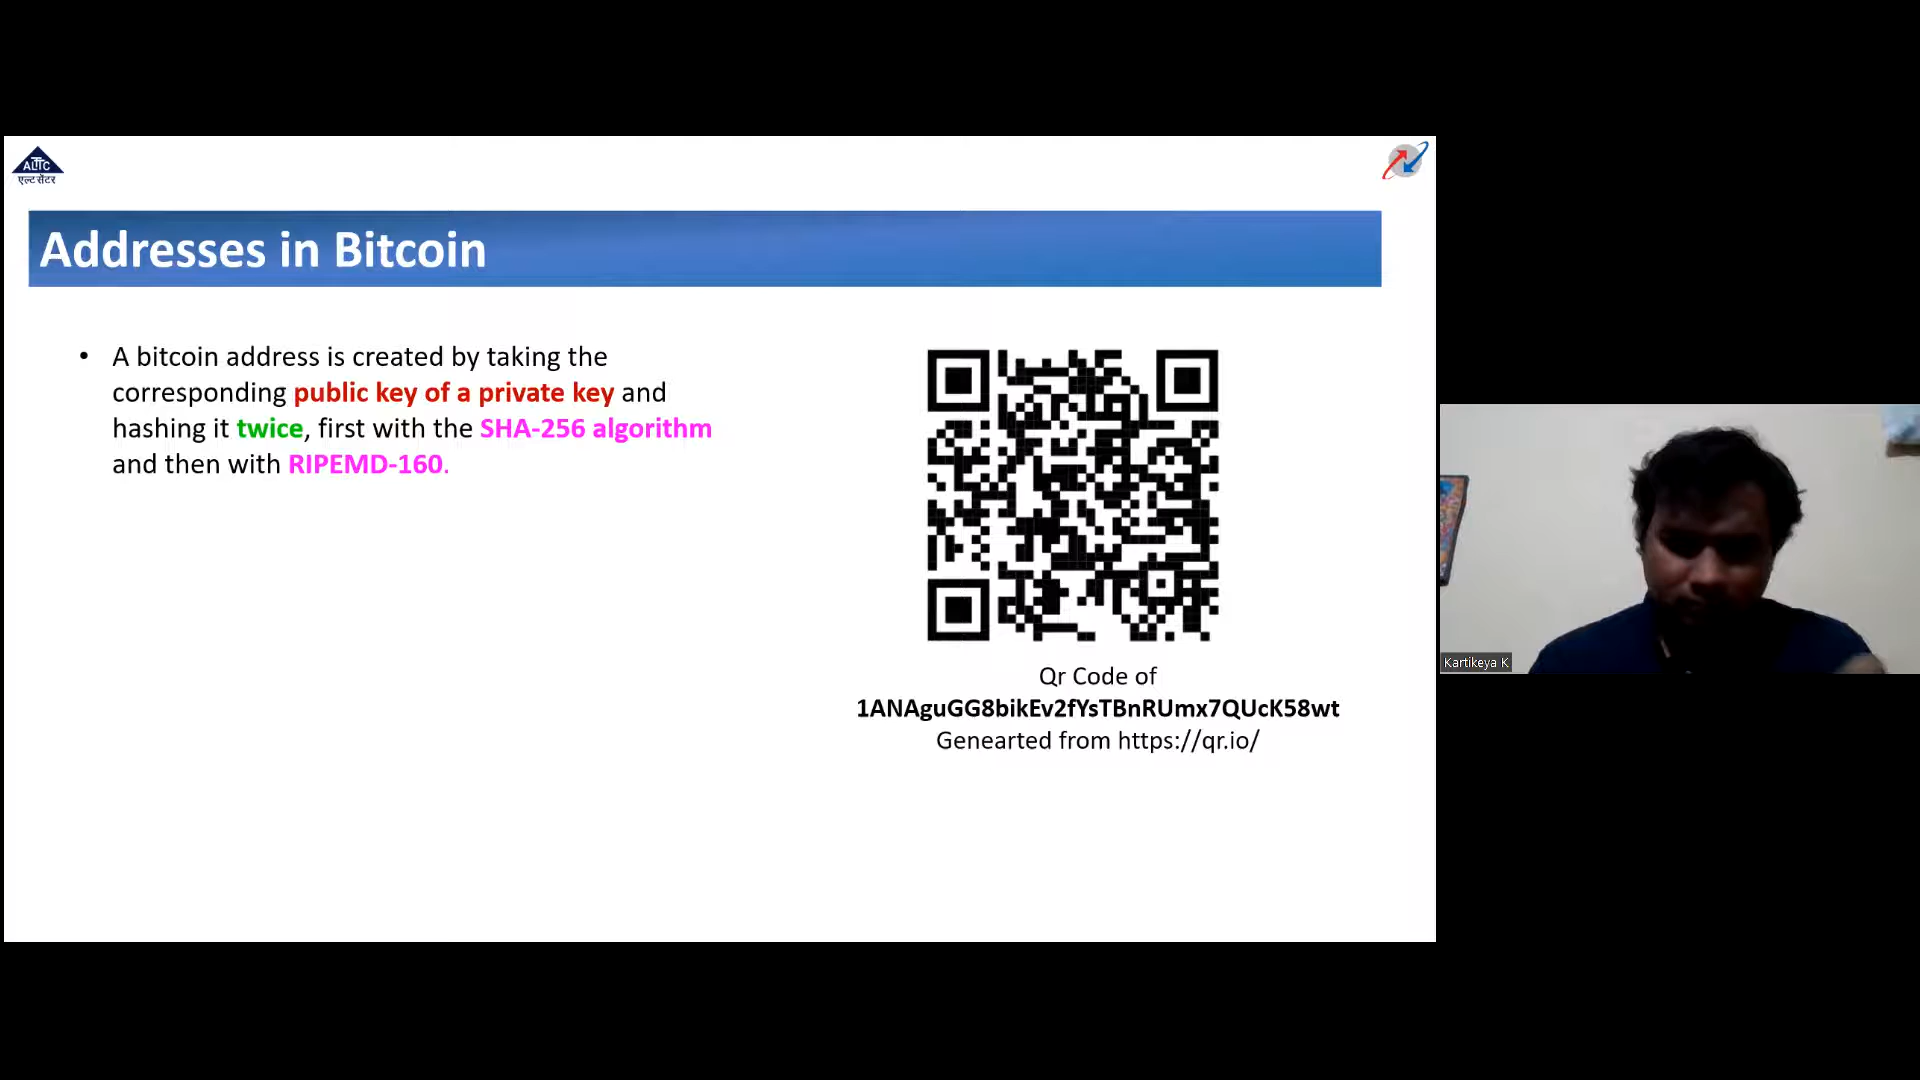 ALTTC
एल्टसेंटर
Addresses in Bitcoin
• A bitcoin address is created by taking the
corresponding public key of a private key and
hashing it twice, first with the SHA-256 algorithm
and then with RIPEMD-160.
Qr Code of
1ANAguGG8bikEv2fYsTBnRUmx7QUcK58wt
Genearted from https://qr.io/
Kartikeya K